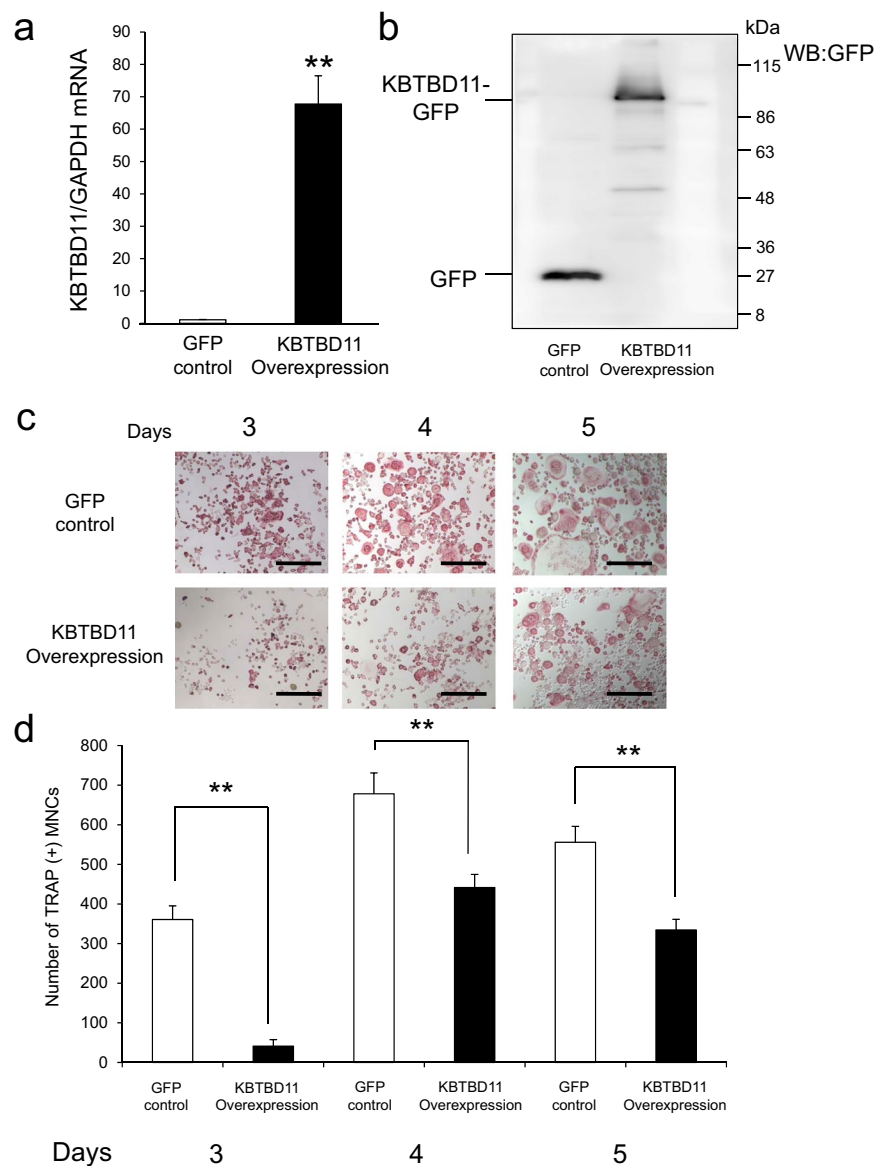 a
KBTBD11/GAPDH mRNA
90
80
70
60
50
40
30
20
10
0
**
GFP
control
KBTBD11
Overexpression
b
kDa
WB:GFP
KBTBD11-
GFP
GFP
115
86
63
48
36
27
8
GFP
control
KBTBD11
Overexpression
c
Days 3 4 5
GFP
control
KBTBD11
Overexpression
d
Number of TRAP (+) MNCs
800
700
600
500
400
300
200
100
0
**
**
**
GFP
control
KBTBD11
Overexpression
GFP
control
KBTBD11
Overexpression
GFP
control
KBTBD11
Overexpression
Days 3 4 5